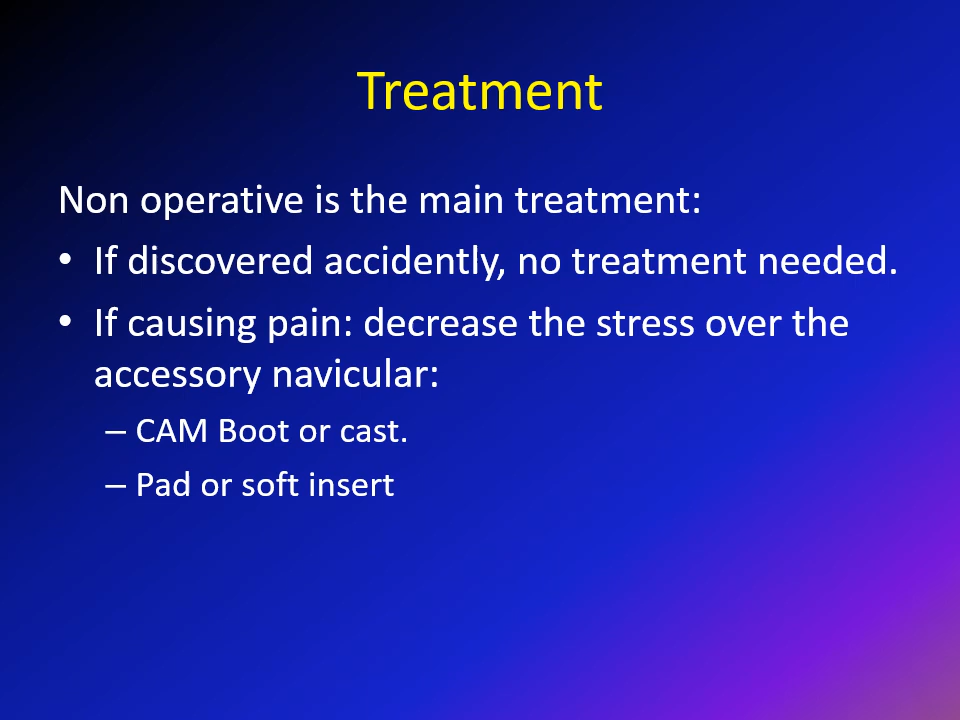 Treatment
Non operative is the main treatment:
• If discovered accidently, no treatment needed.
• If causing pain: decrease the stress over the
accessory navicular:
– CAM Boot or cast.
– Pad or soft insert